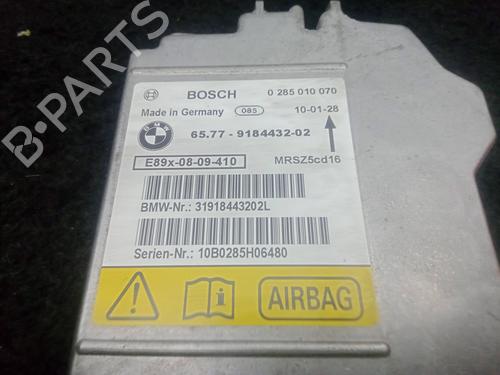 BOSCH 0 285 010 070
Made in Germany 085 10-01-28
BMW 65.77 - 9184432-02
E89x-08-09-410 MRSZ5cd16
BMW-Nr.: 31918443202L
Serien-Nr.: 10B0285H06480
AIRBAG
B-PARTS